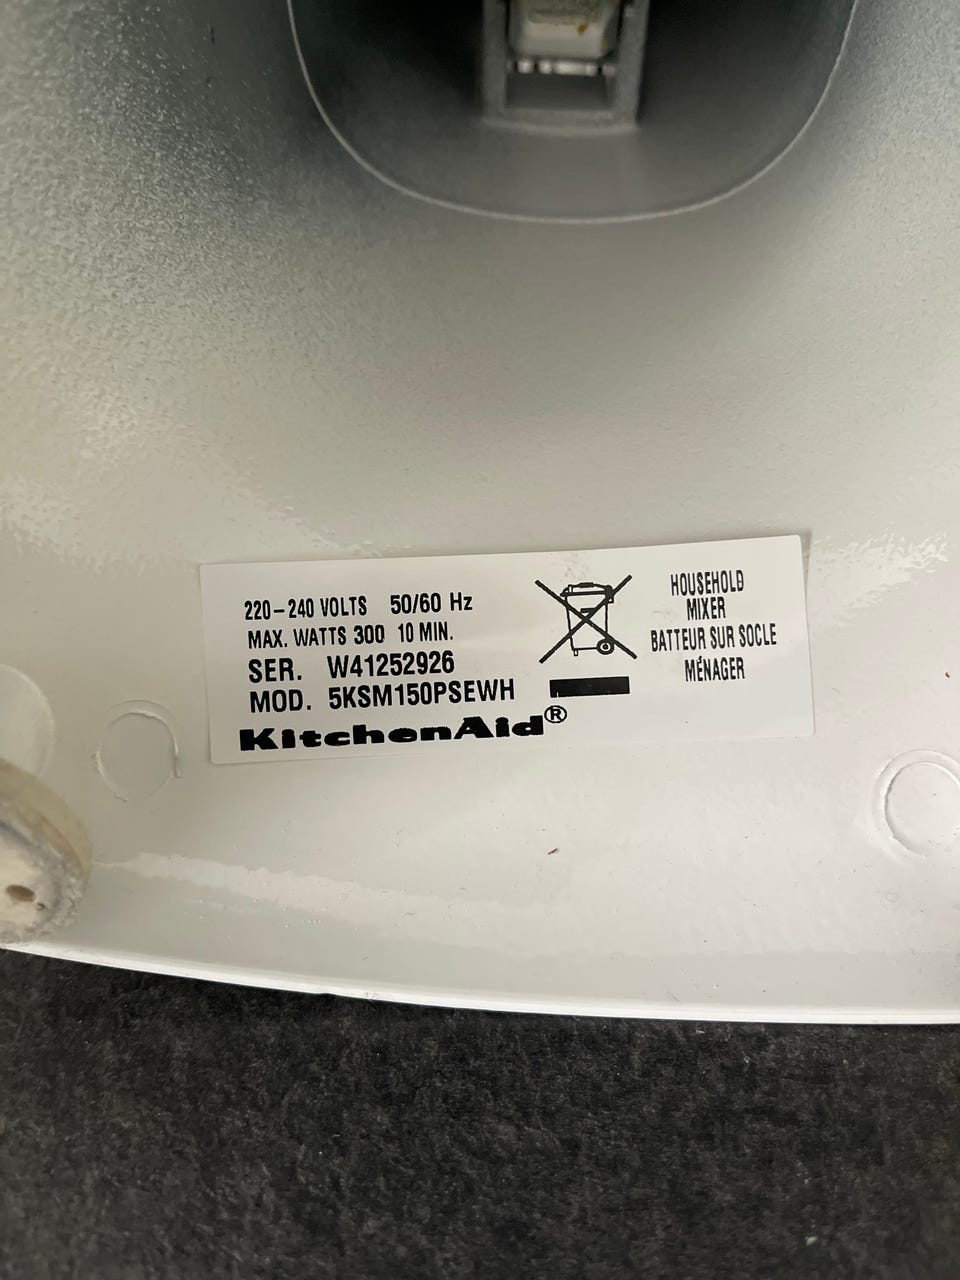 220-240 VOLTS 50/60 Hz
MAX. WATTS 300 10 MIN.
SER. W41252926
MOD. 5KSM150PSEWH
KitchenAid®
HOUSEHOLD
MIXER
BATTEUR SUR SOCLE
MÉNAGER